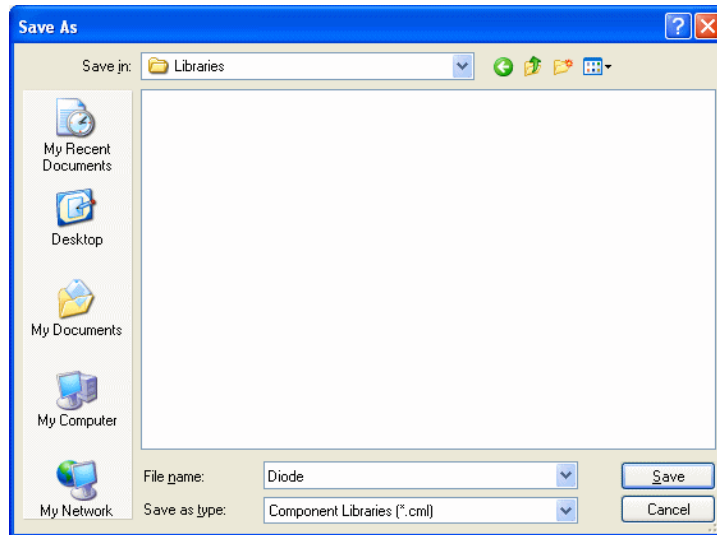 Save As
Save in:
Libraries
My Recent
Documents
Desktop
My Documents
My Computer
My Network
File name:
Diode
Save
Save as type:
Component Libraries (*.cml)
Cancel